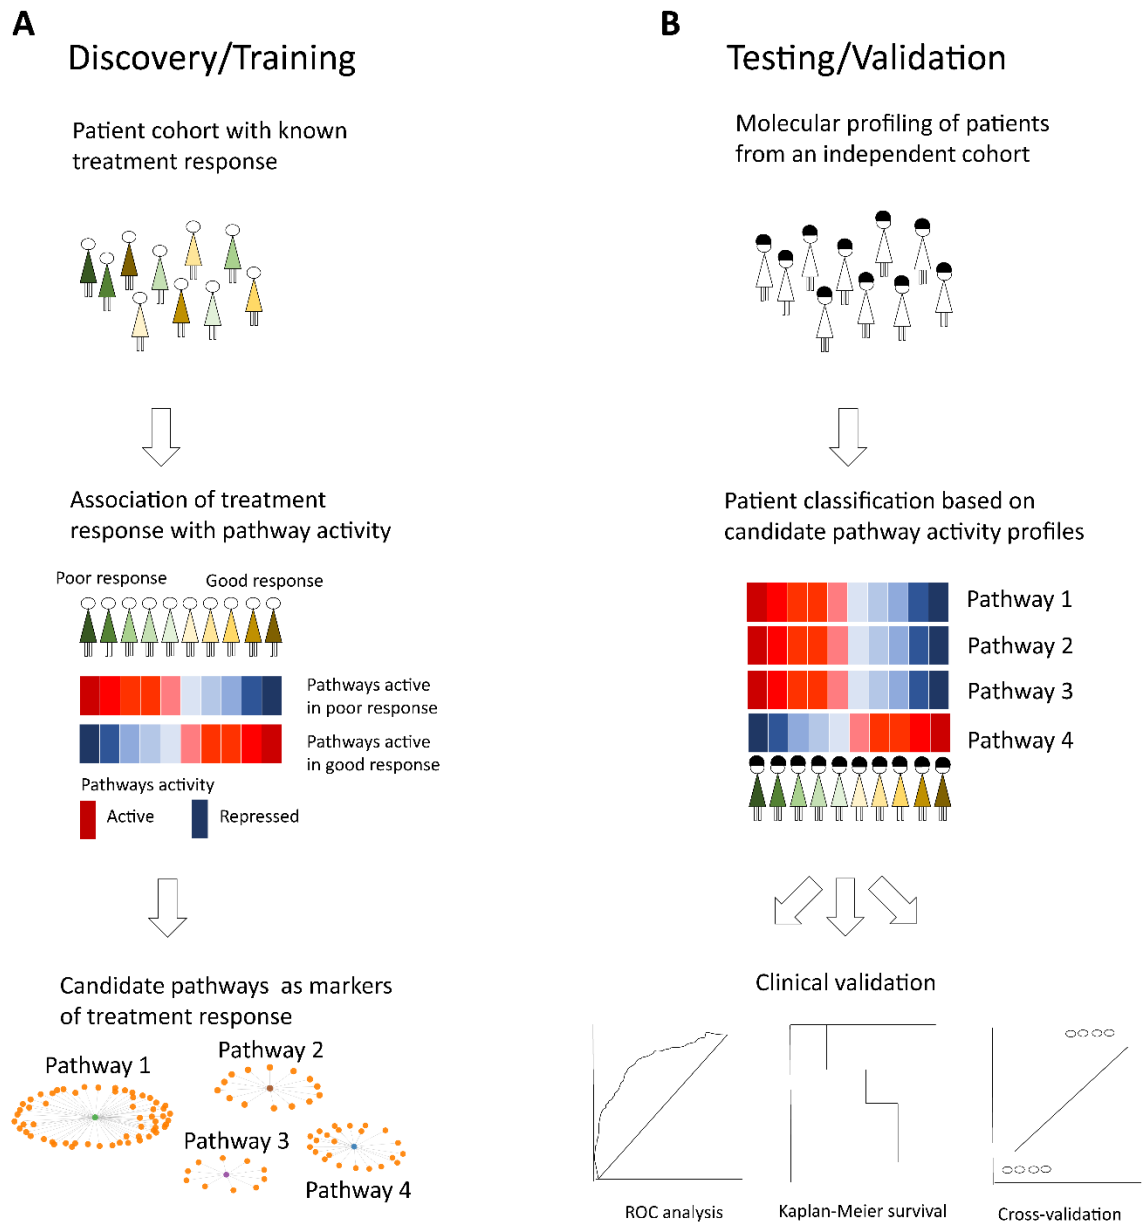 A
Discovery/Training
Patient cohort with known
treatment response
Association of treatment
response with pathway activity
Poor response
Good response
Pathways active
in poor response
Pathways active
in good response
Pathways activity
Active
Repressed
Candidate pathways as markers
of treatment response
Pathway 1
Pathway 2
Pathway 3
Pathway 4
B
Testing/Validation
Molecular profiling of patients
from an independent cohort
Patient classification based on
candidate pathway activity profiles
Pathway 1
Pathway 2
Pathway 3
Pathway 4
Clinical validation
ROC analysis
Kaplan-Meier survival
Cross-validation